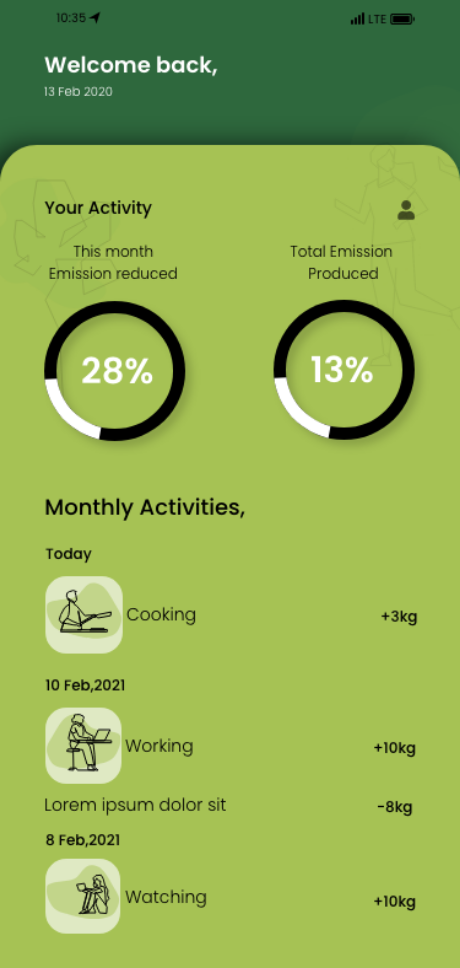 10:35 LTE
Welcome back,
13 Feb 2020
Your Activity
This month
Emission reduced
Total Emission
Produced
28%
13%
Monthly Activities,
Today
Cooking +3kg
10 Feb,2021
Working +10kg
Lorem ipsum dolor sit -8kg
8 Feb,2021
Watching +10kg